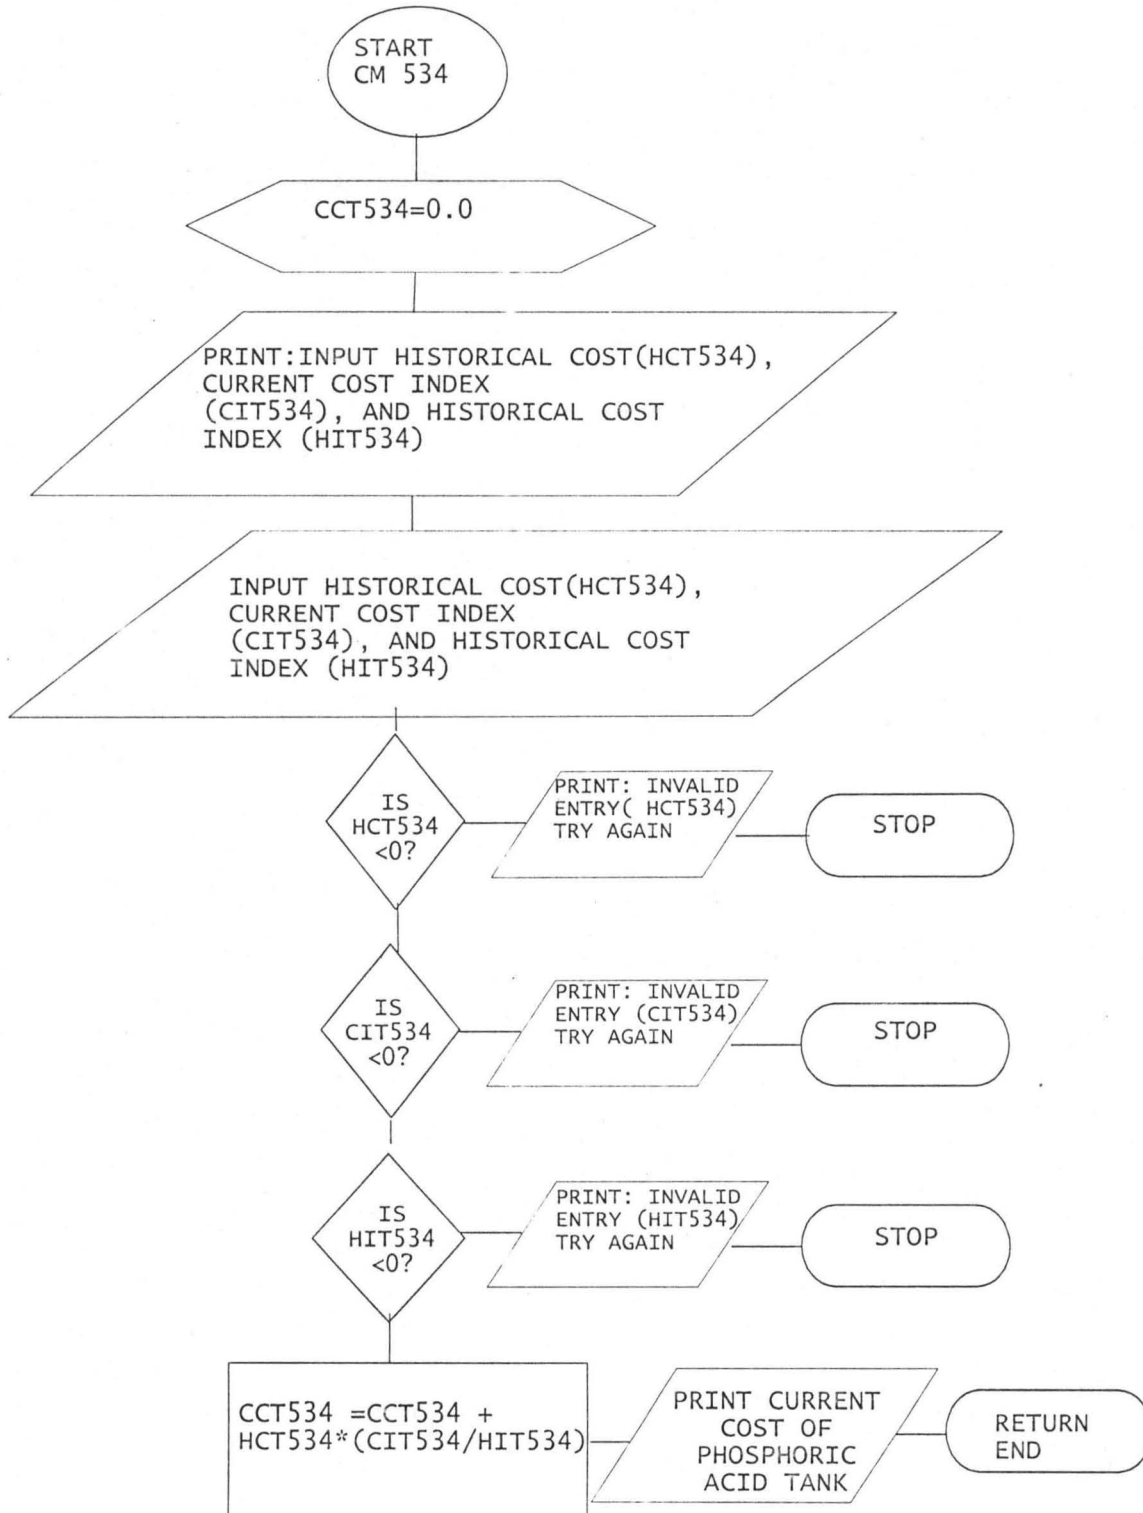 START
CM 534
CCT534=0.0
PRINT:INPUT HISTORICAL COST(HCT534),
CURRENT COST INDEX
(CIT534), AND HISTORICAL COST
INDEX (HIT534)
INPUT HISTORICAL COST(HCT534),
CURRENT COST INDEX
(CIT534), AND HISTORICAL COST
INDEX (HIT534)
IS
HCT534
<0?
PRINT: INVALID
ENTRY( HCT534)
TRY AGAIN
STOP
IS
CIT534
<0?
PRINT: INVALID
ENTRY (CIT534)
TRY AGAIN
STOP
IS
HIT534
<0?
PRINT: INVALID
ENTRY (HIT534)
TRY AGAIN
STOP
CCT534 =CCT534 +
HCT534*(CIT534/HIT534)
PRINT CURRENT
COST OF
PHOSPHORIC
ACID TANK
RETURN
END